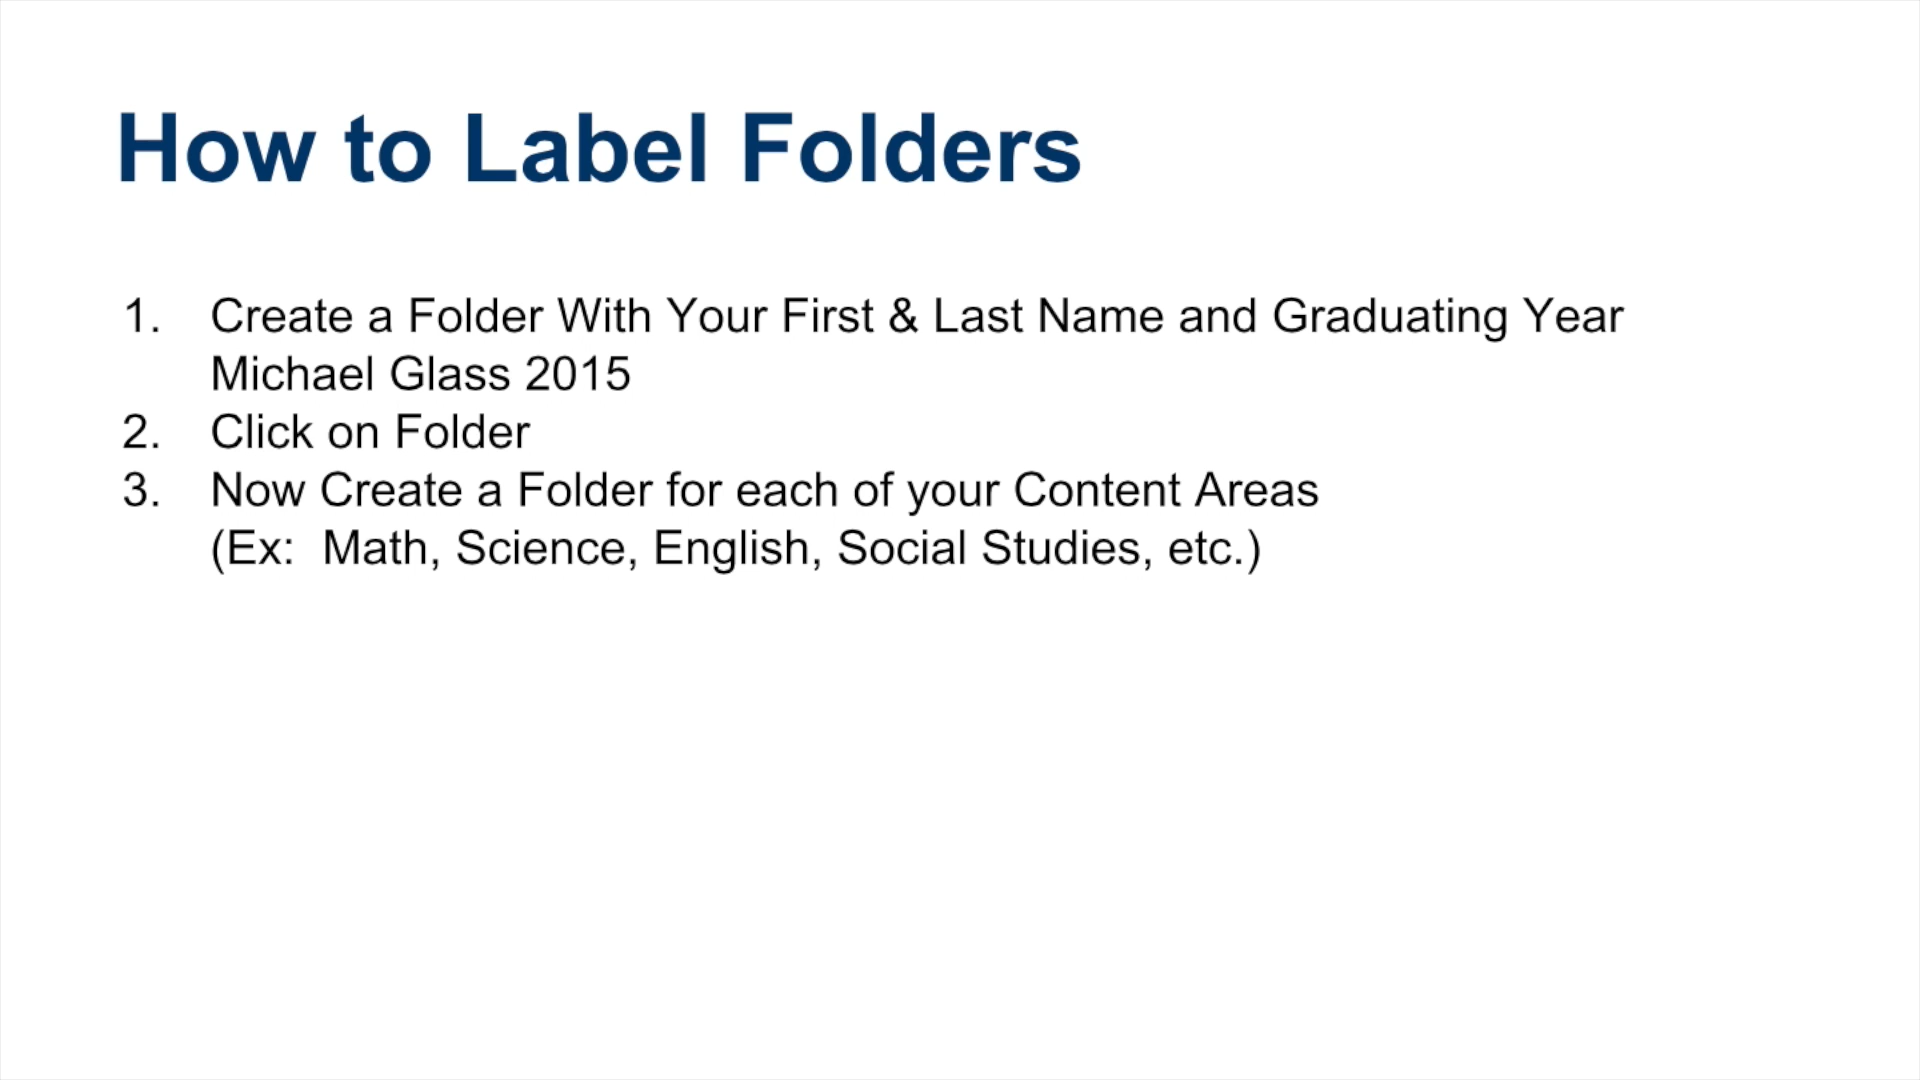 How to Label Folders
1. Create a Folder With Your First & Last Name and Graduating Year
Michael Glass 2015
2. Click on Folder
3. Now Create a Folder for each of your Content Areas
(Ex:  Math, Science, English, Social Studies, etc.)